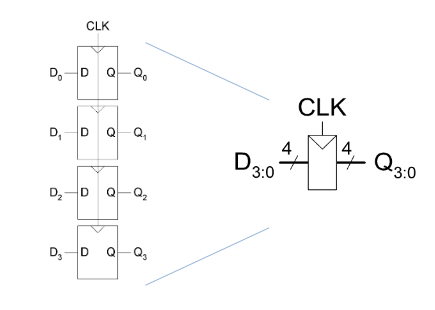 CLK
D0 D Q Q0
D1 D Q Q1
D2 D Q Q2
D3 D Q Q3
CLK
D3:0 4 4 Q3:0